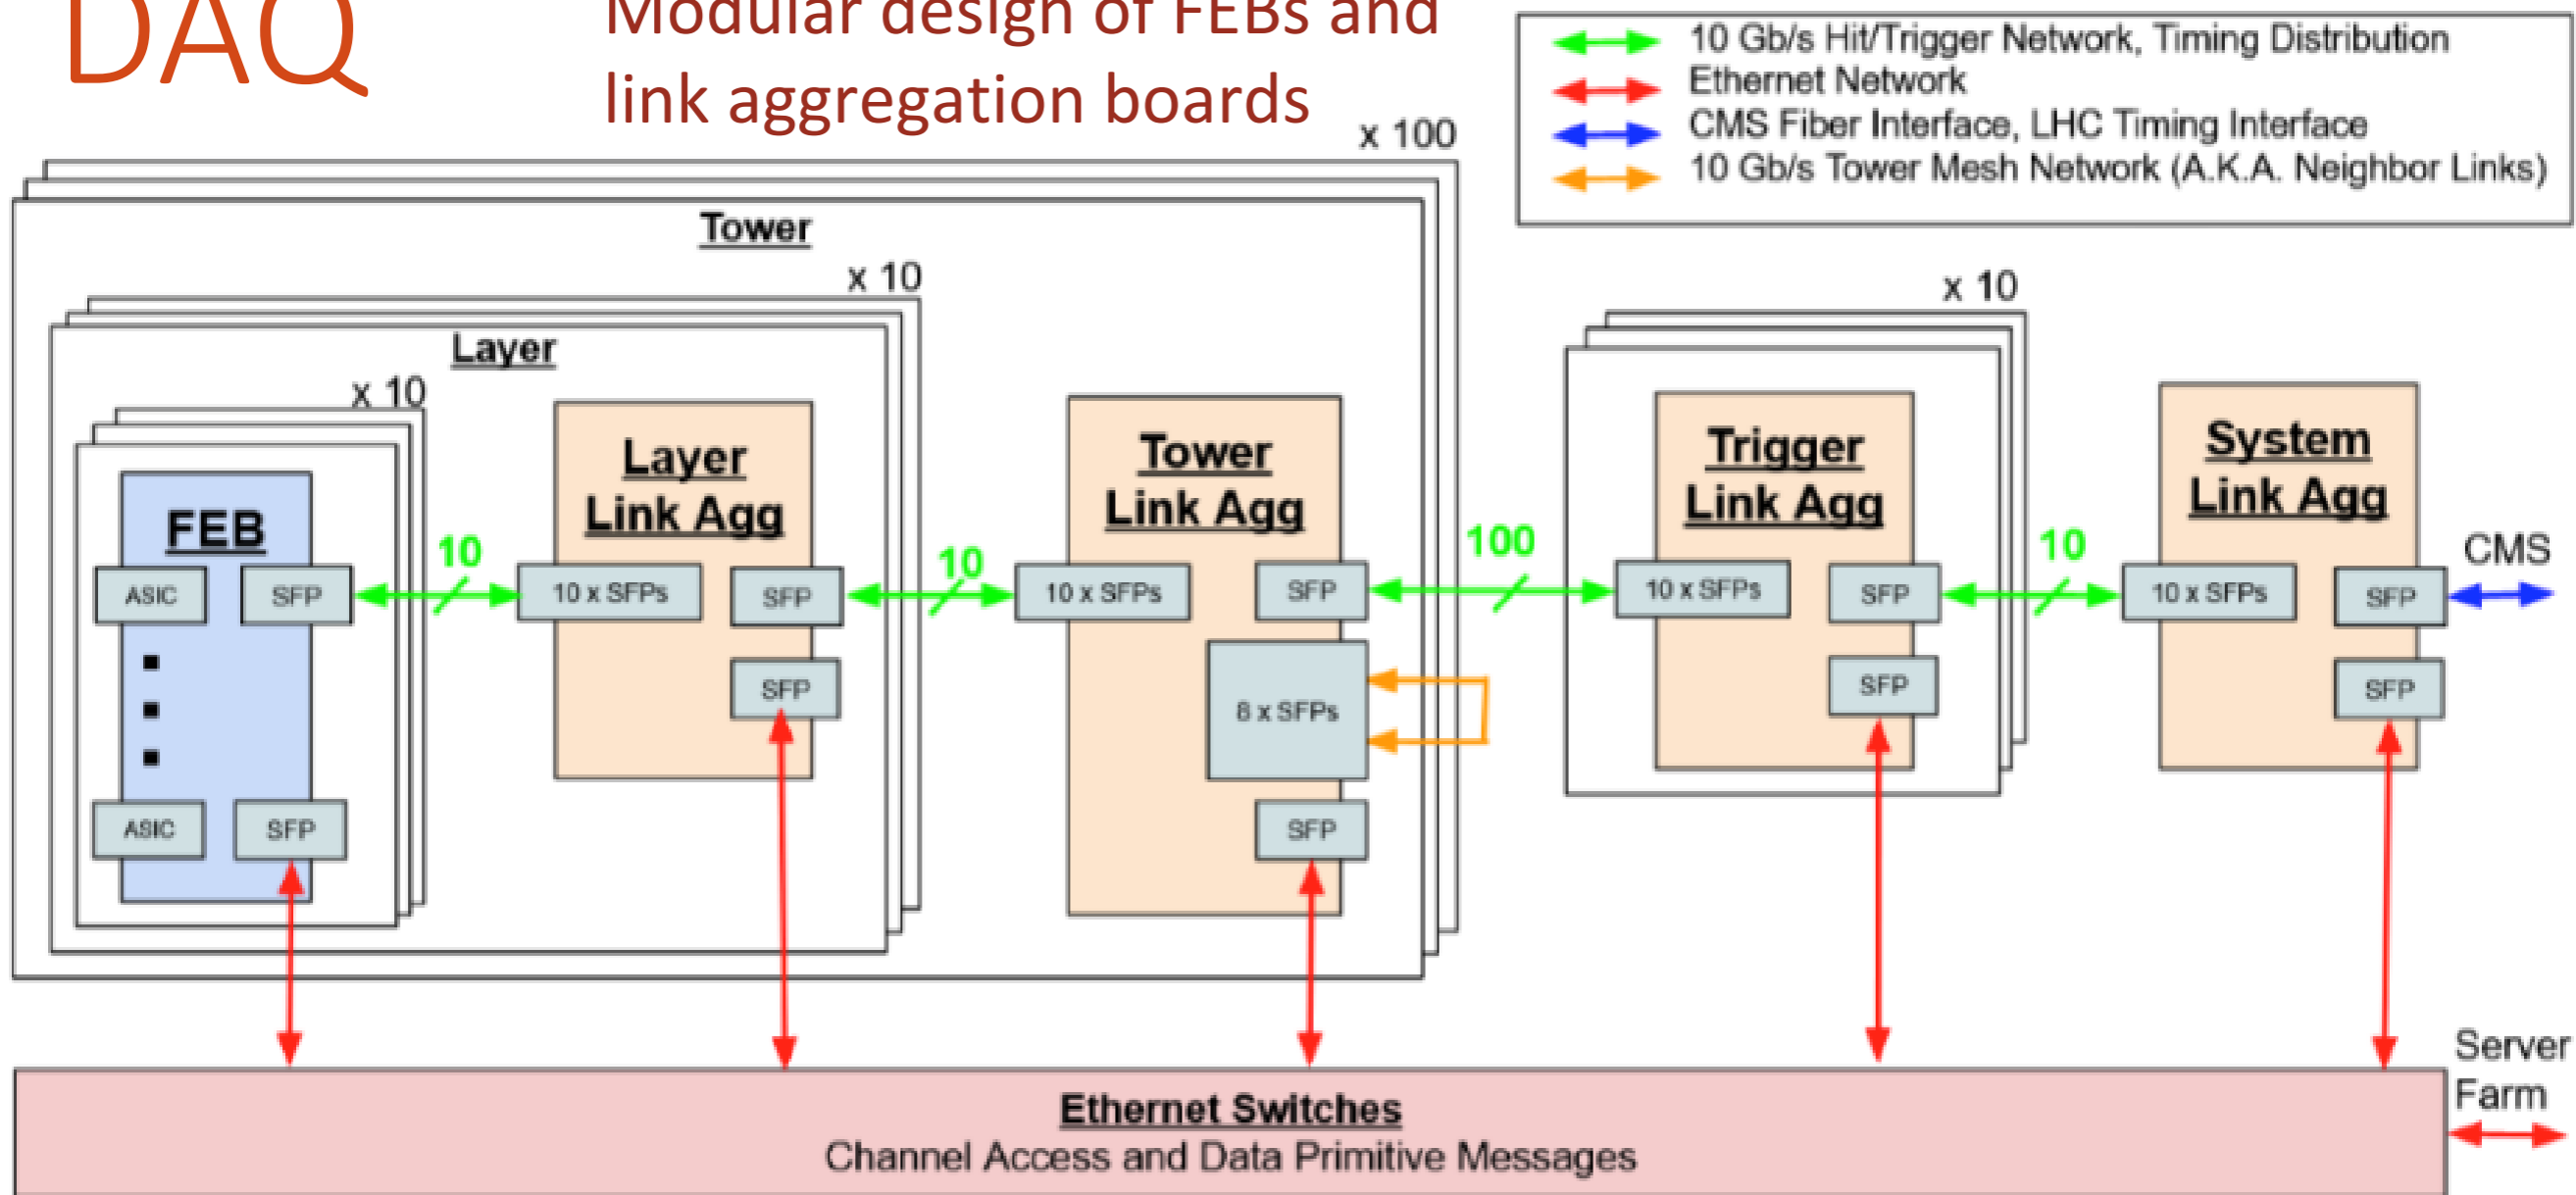 DAQ
Modular design of FEBs and
link aggregation boards
10 Gb/s Hit/Trigger Network, Timing Distribution
Ethernet Network
CMS Fiber Interface, LHC Timing Interface
10 Gb/s Tower Mesh Network (A.K.A. Neighbor Links)
x 100
Tower
x 10
Layer
x 10
FEB
ASIC
SFP
ASIC
SFP
10
Layer
Link Agg
10 x SFPs
SFP
SFP
10
Tower
Link Agg
10 x SFPs
SFP
8 x SFPs
SFP
100
x 10
Trigger
Link Agg
10 x SFPs
SFP
SFP
10
System
Link Agg
10 x SFPs
SFP
SFP
CMS
Server
Farm
Ethernet Switches
Channel Access and Data Primitive Messages